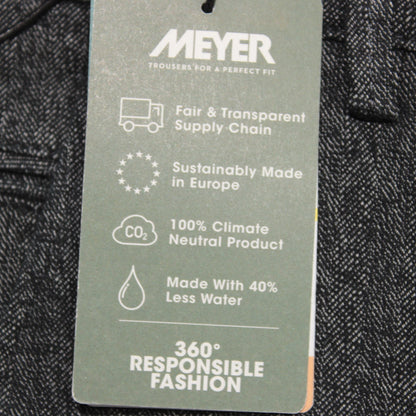 MEYER
TROUSERS FOR A PERFECT FIT
Fair & Transparent
Supply Chain
Sustainably Made
in Europe
CO₂
100% Climate
Neutral Product
Made With 40%
Less Water
360°
RESPONSIBLE
FASHION